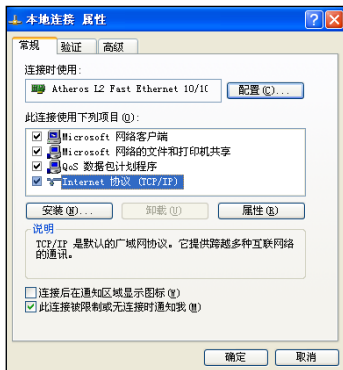 本地连接 属性
常规 验证 高级
连接时使用:
Atheros L2 Fast Ethernet 10/10
配置(C)...
此连接使用下列项目(O):
Microsoft 网络客户端
Microsoft 网络的文件和打印机共享
QoS 数据包计划程序
Internet 协议 (TCP/IP)
安装(N)... 卸载(U) 属性(R)
说明
TCP/IP 是默认的广域网协议。它提供跨越多种互联网络
的通讯。
连接后在通知区域显示图标(W)
此连接被限制或无连接时通知我(M)
确定 取消